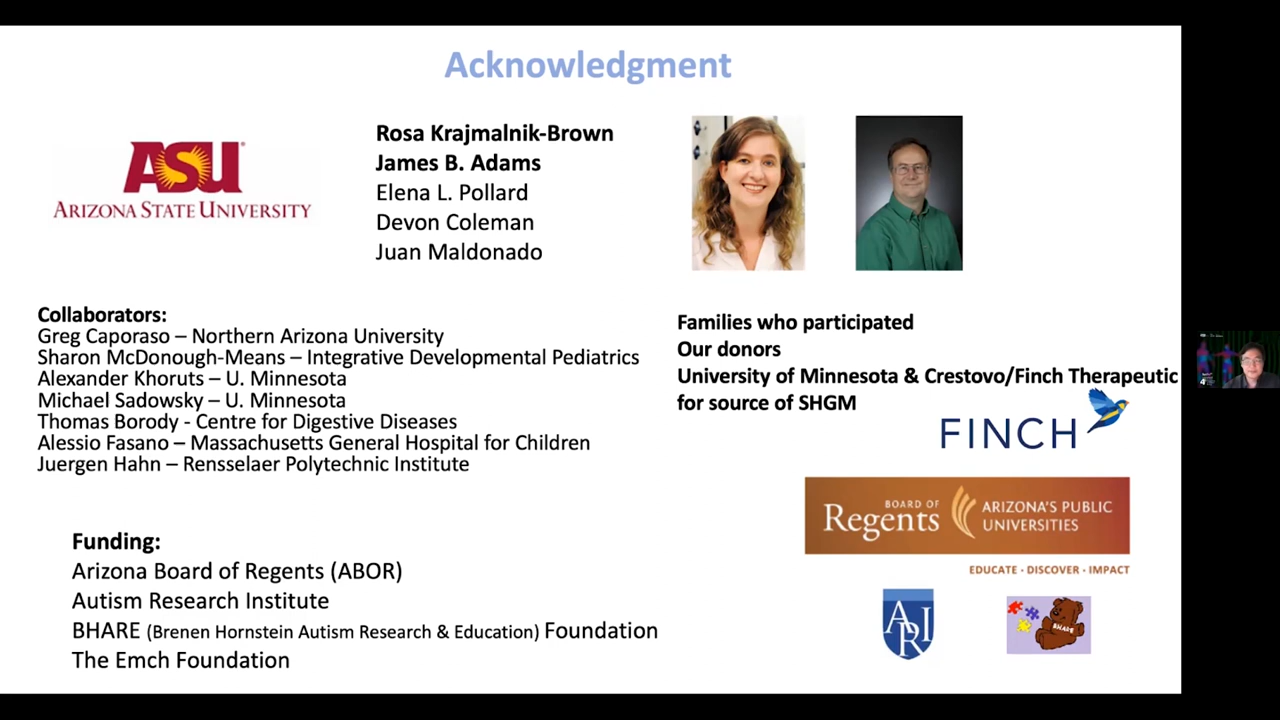 Acknowledgment
ASU
ARIZONA STATE UNIVERSITY
Rosa Krajmalnik-Brown
James B. Adams
Elena L. Pollard
Devon Coleman
Juan Maldonado
Collaborators:
Greg Caporaso – Northern Arizona University
Sharon McDonough-Means – Integrative Developmental Pediatrics
Alexander Khoruts – U. Minnesota
Michael Sadowsky – U. Minnesota
Thomas Borody - Centre for Digestive Diseases
Alessio Fasano – Massachusetts General Hospital for Children
Juergen Hahn – Rensselaer Polytechnic Institute
Families who participated
Our donors
University of Minnesota & Crestovo/Finch Therapeutic
for source of SHGM
FINCH
BOARD OF
Regents
ARIZONA'S PUBLIC
UNIVERSITIES
EDUCATE · DISCOVER · IMPACT
ARI
BHARE
Funding:
Arizona Board of Regents (ABOR)
Autism Research Institute
BHARE (Brenen Hornstein Autism Research & Education) Foundation
The Emch Foundation